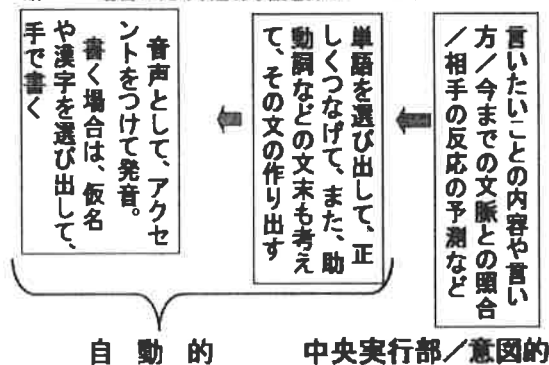 言いたいことの内容や言い
方/今までの文脈との照合
/相手の反応の予測など
単語を選び出して、正
しくつなげて、また、助
動詞などの文末も考え
て、その文の作り出す
音声として、アクセ
ントをつけて発音。
書く場合は、仮名
や漢字を選び出して、
手で書く
自動的
中央実行部/意図的